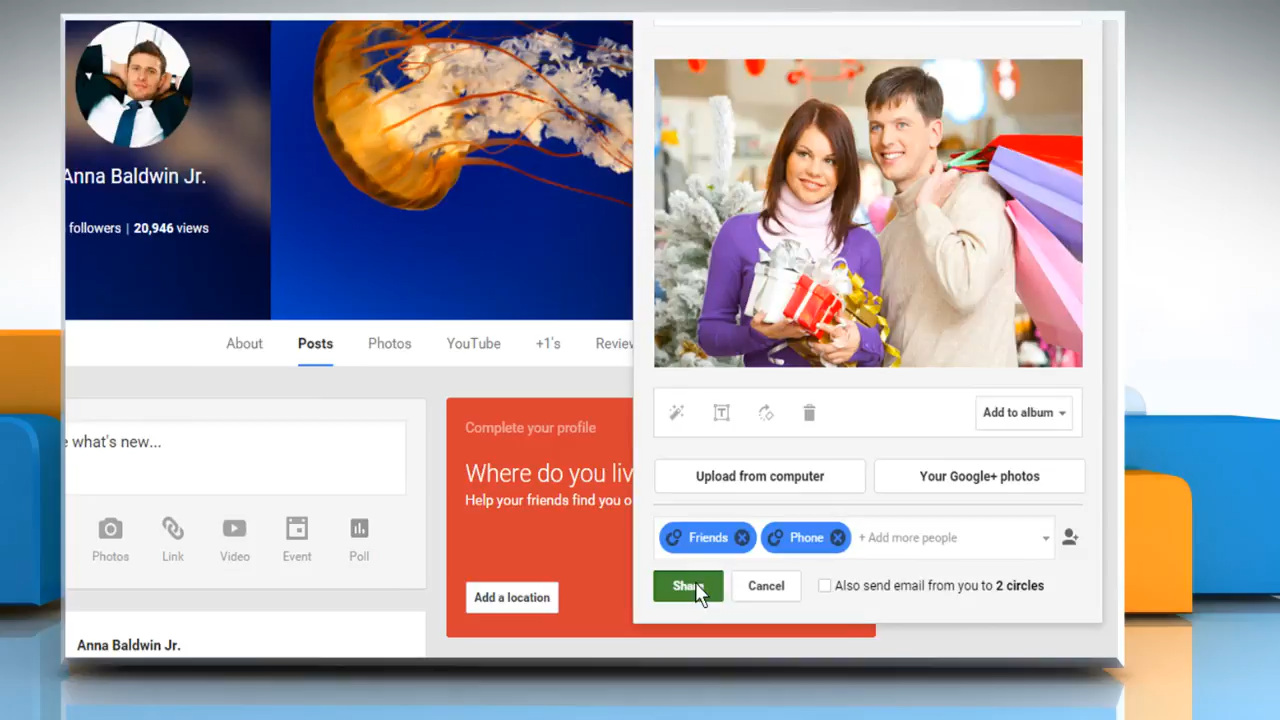 Anna Baldwin Jr.
followers | 20,946 views
About Posts Photos YouTube +1's
what's new...
Photos Link Video Event Poll
Anna Baldwin Jr.
Complete your profile
Where do you
Help your friends find you
Add a location
Add to album
Upload from computer Your Google+ photos
Friends Phone + Add more people
Share Cancel Also send email from you to 2 circles